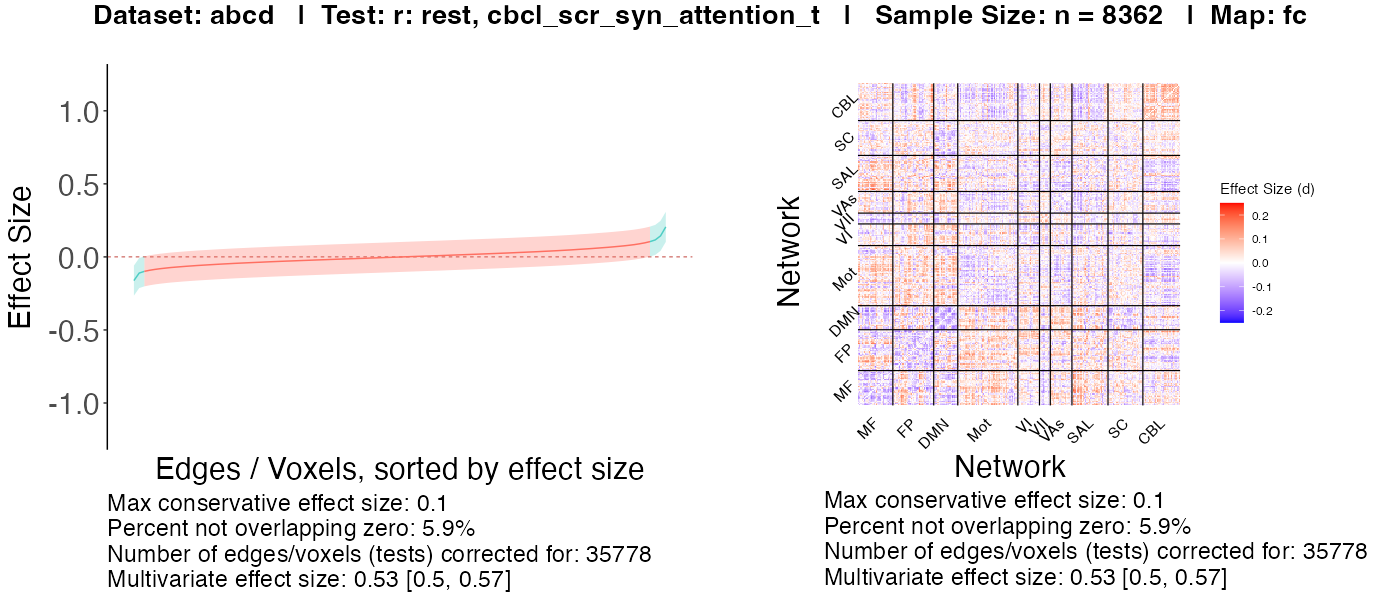 Dataset: abcd | Test: r: rest, cbcl_scr_syn_attention_t | Sample Size: n = 8362 | Map: fc
Effect Size
1.0
0.5
0.0
-0.5
-1.0
Edges / Voxels, sorted by effect size
Max conservative effect size: 0.1
Percent not overlapping zero: 5.9%
Number of edges/voxels (tests) corrected for: 35778
Multivariate effect size: 0.53 [0.5, 0.57]
Network
CBL
SC
SAL
VAs
VII
VI
Mot
DMN
FP
MF
MF
FP
DMN
Mot
VI
VII
VAs
SAL
SC
CBL
Network
Effect Size (d)
0.2
0.1
0.0
-0.1
-0.2
Max conservative effect size: 0.1
Percent not overlapping zero: 5.9%
Number of edges/voxels (tests) corrected for: 35778
Multivariate effect size: 0.53 [0.5, 0.57]